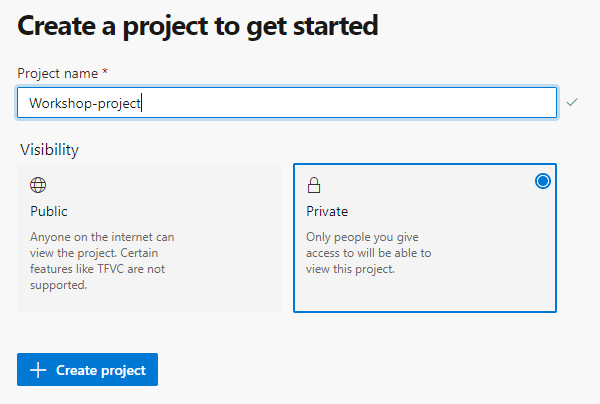 Create a project to get started
Project name *
Workshop-project
Visibility
Public
Anyone on the internet can
view the project. Certain
features like TFVC are not
supported.
Private
Only people you give
access to will be able to
view this project.
Create project